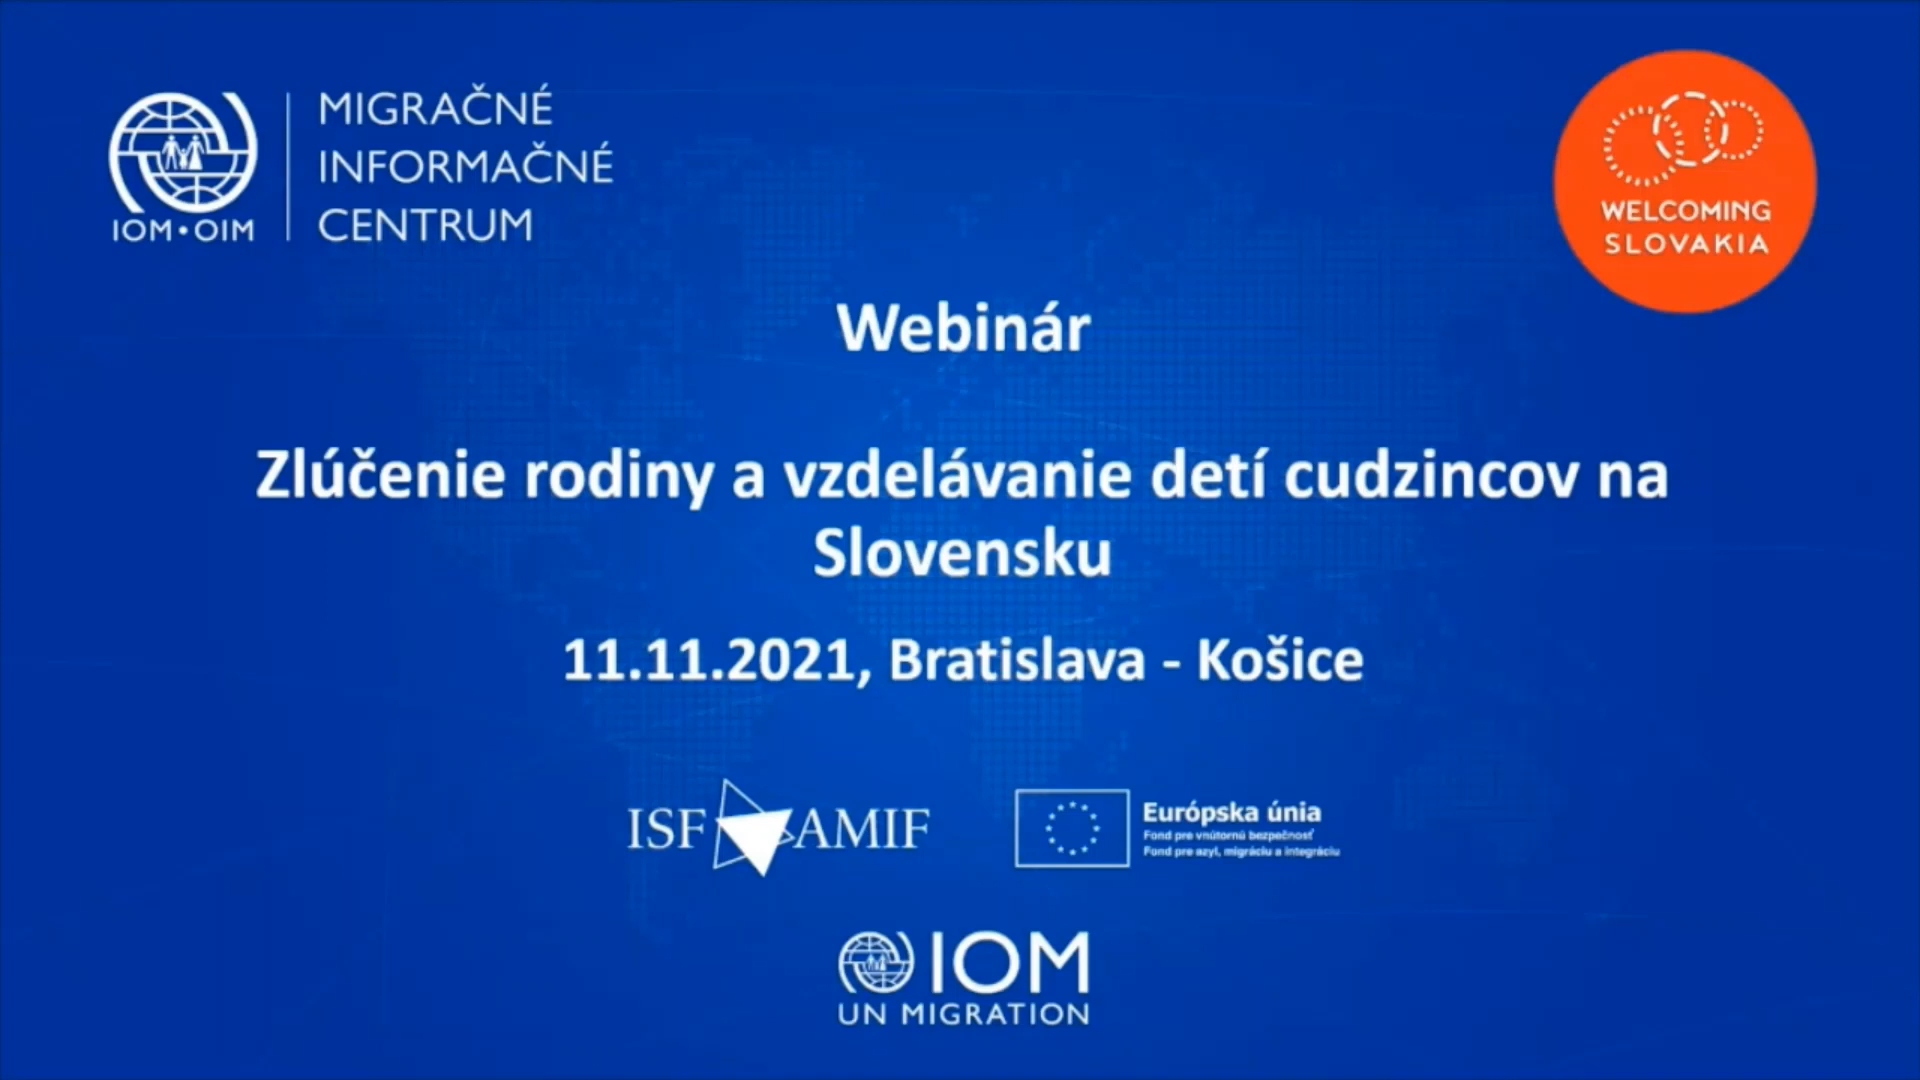 MIGRAČNÉ
INFORMAČNÉ
CENTRUM
IOM•OIM
WELCOMING
SLOVAKIA
Webinár
Zlúčenie rodiny a vzdelávanie detí cudzincov na
Slovensku
11.11.2021, Bratislava - Košice
ISF AMIF
Európska únia
Fond pre vnútornú bezpečnosť
Fond pre azyl, migráciu a integráciu
IOM
UN MIGRATION